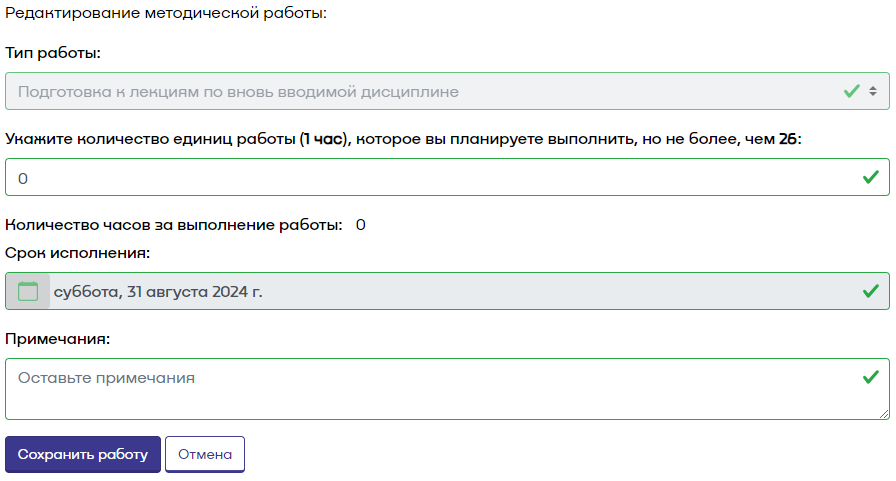 Редактирование методической работы:
Тип работы:
Подготовка к лекциям по вновь вводимой дисциплине
Укажите количество единиц работы (1 час), которое вы планируете выполнить, но не более, чем 26:
0
Количество часов за выполнение работы: 0
Срок исполнения:
суббота, 31 августа 2024 г.
Примечания:
Оставьте примечания
Сохранить работу Отмена